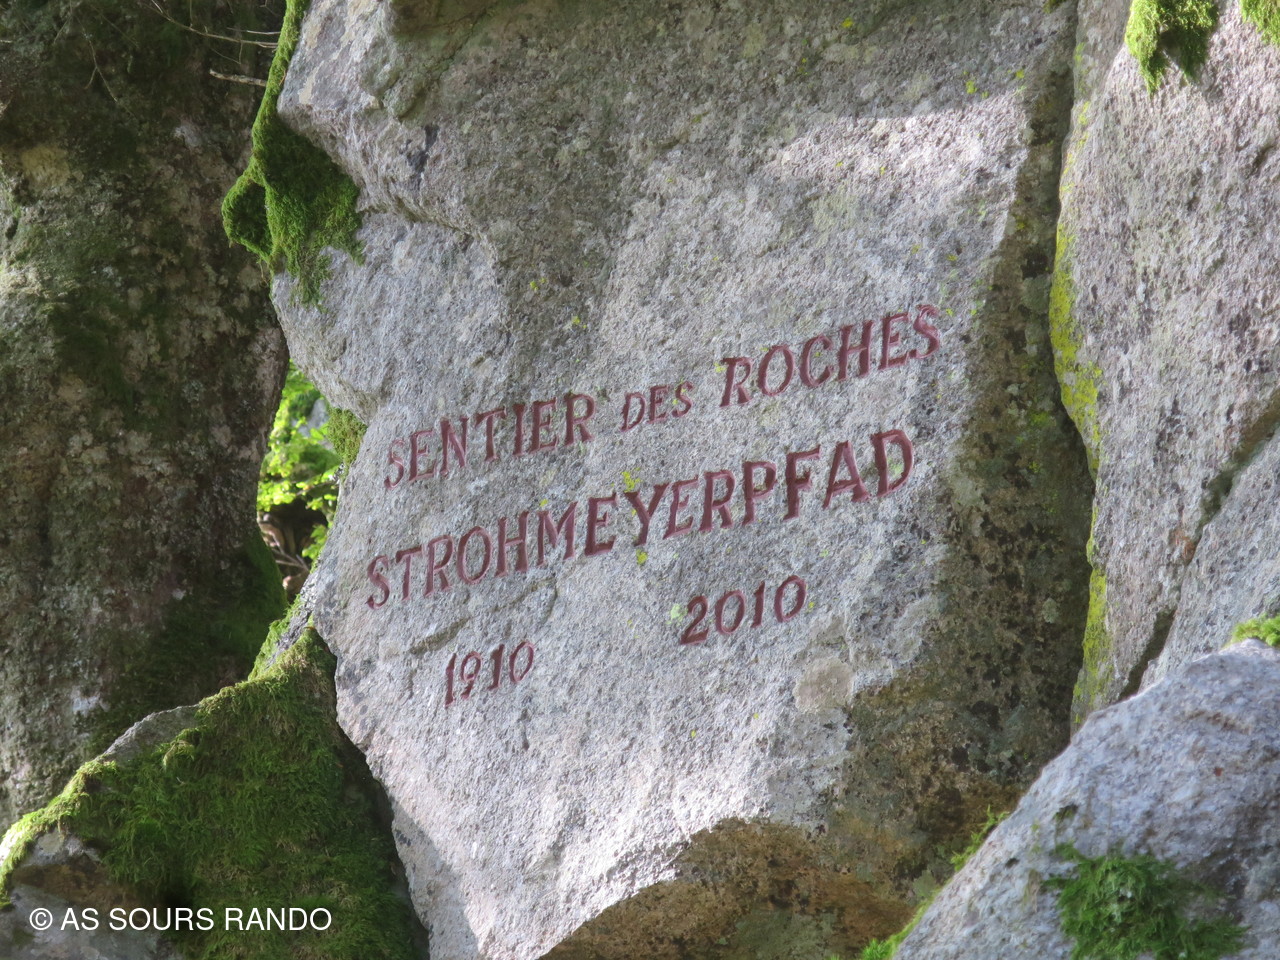 SENTIER DES ROCHES
STROHMEYERPFAD
1910 2010
© AS SOURS RANDO